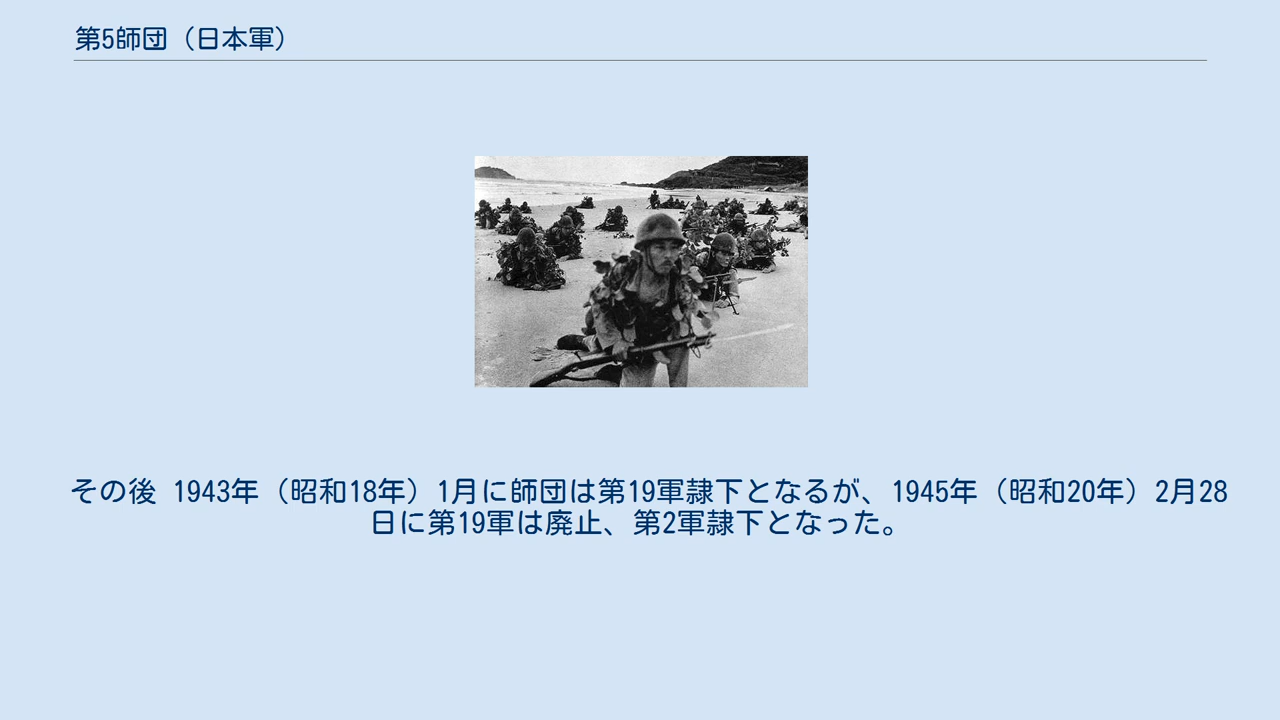 第5師団（日本軍）
その後 1943年（昭和18年）1月に師団は第19軍隷下となるが、1945年（昭和20年）2月28
日に第19軍は廃止、第2軍隷下となった。